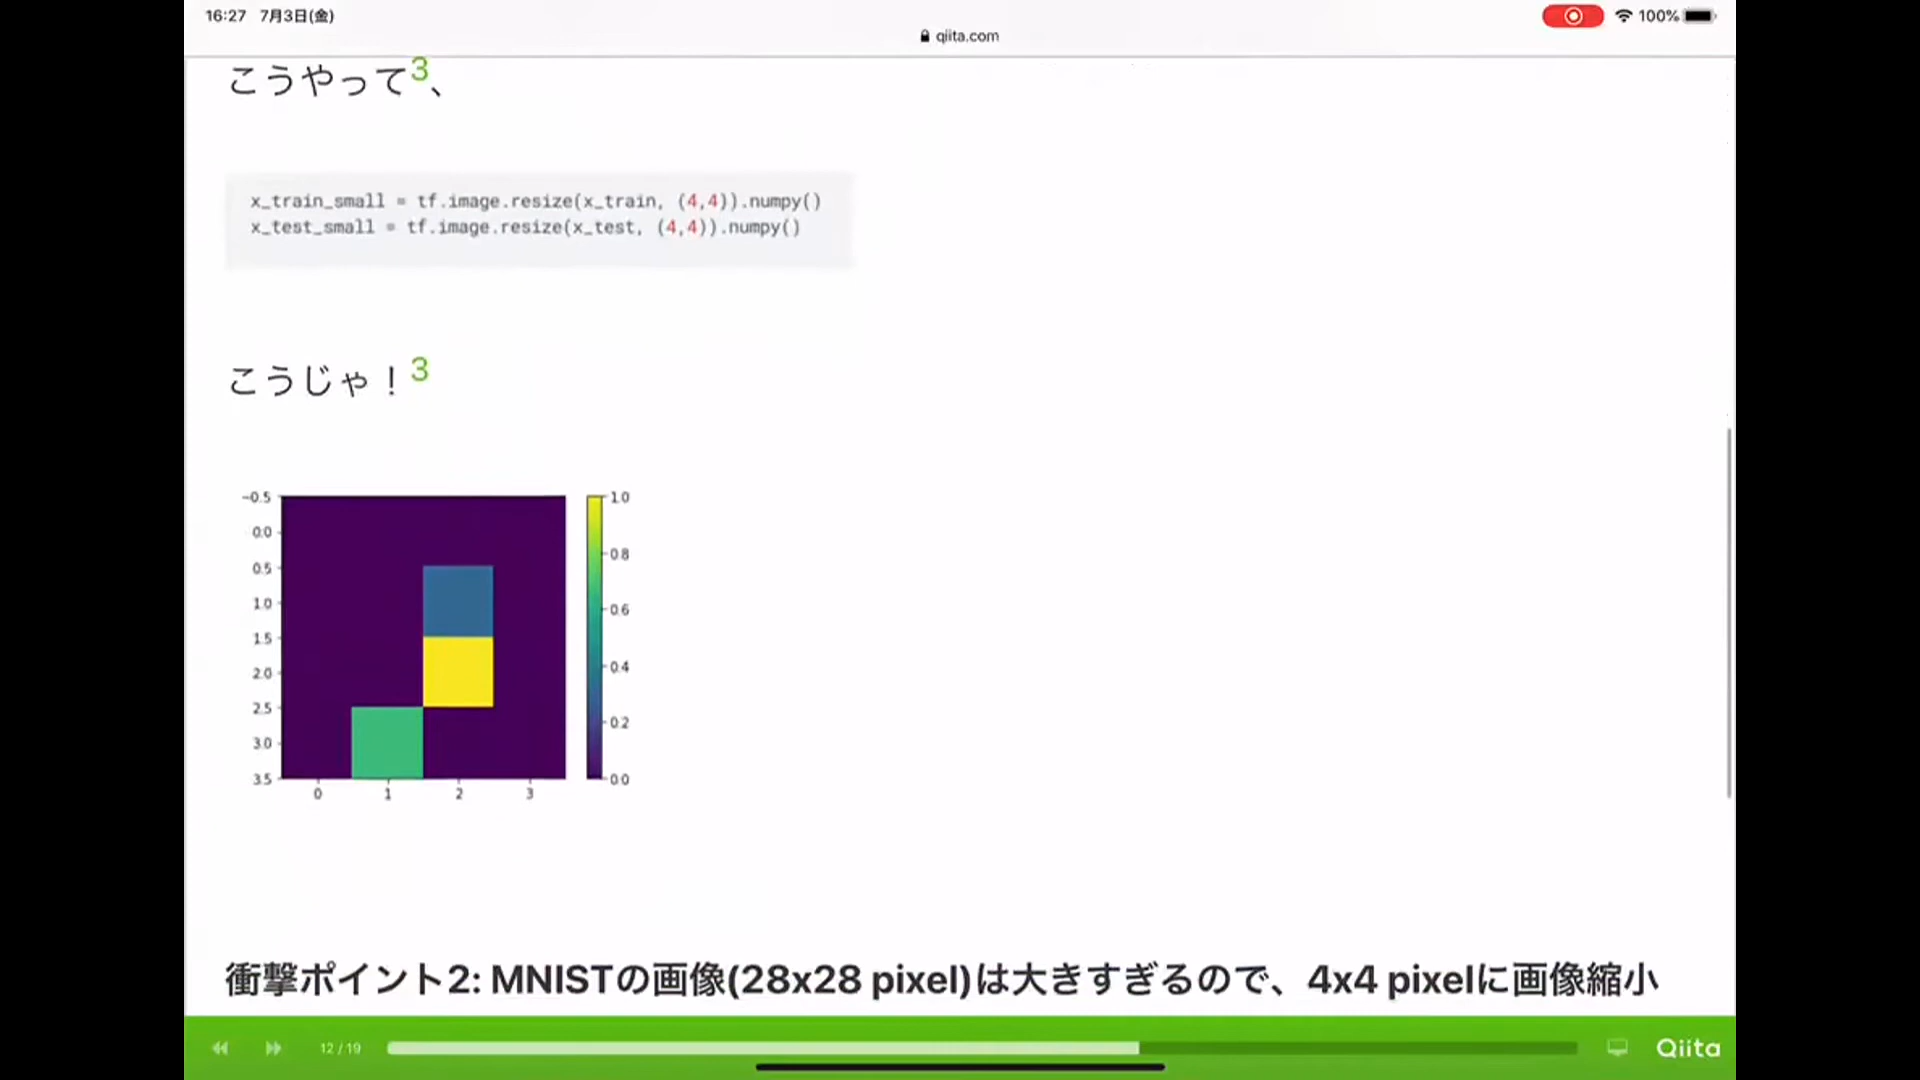 16:27 7月3日(金)
100%
qiita.com
こうやって3、
x_train_small = tf.image.resize(x_train, (4,4)).numpy()
x_test_small = tf.image.resize(x_test, (4,4)).numpy()
こうじゃ！3
-0.5
0.0
0.5
1.0
1.5
2.0
2.5
3.0
3.5
0 1 2 3
1.0
0.8
0.6
0.4
0.2
0.0
衝撃ポイント2: MNISTの画像(28x28 pixel)は大きすぎるので、4x4 pixelに画像縮小
12 / 19
Qiita